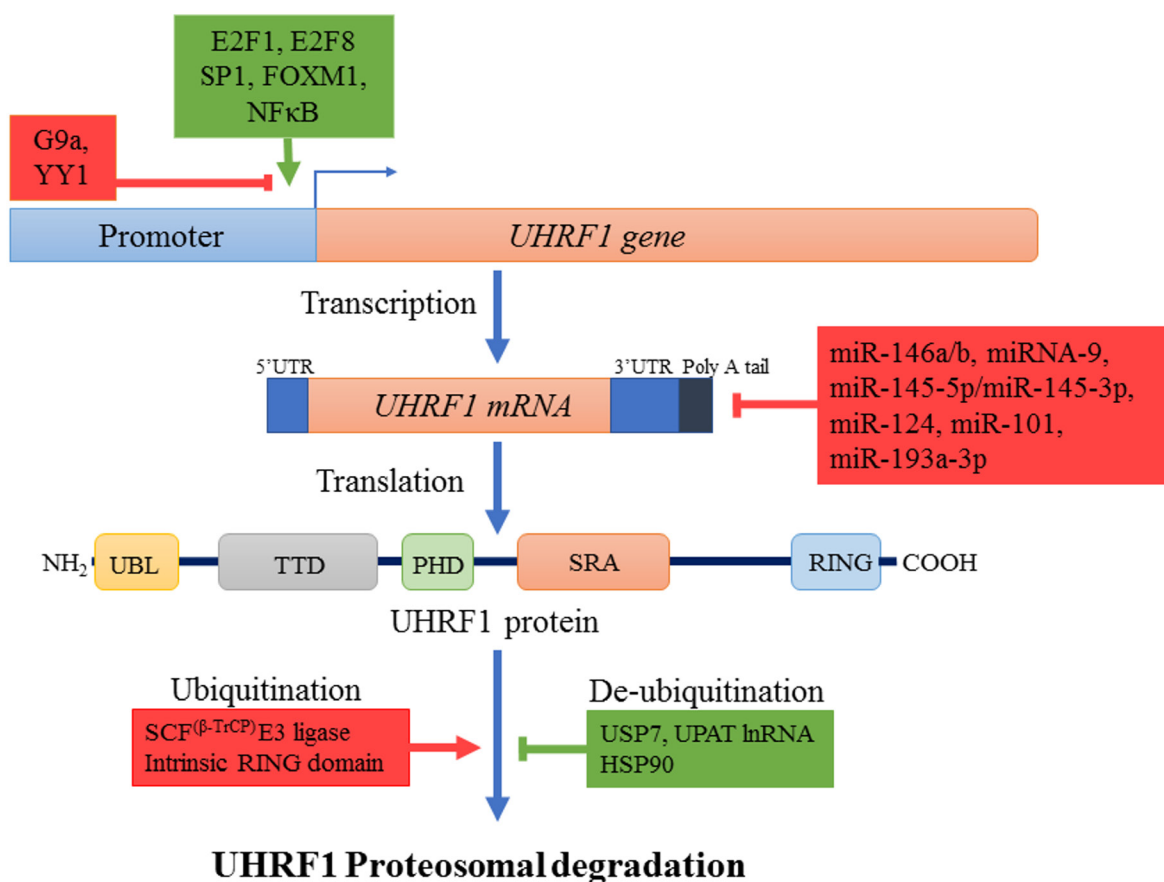 E2F1, E2F8
SP1, FOXM1,
NFκB
G9a,
YY1
Promoter
UHRF1 gene
Transcription
5’UTR
3’UTR
Poly A tail
UHRF1 mRNA
miR-146a/b, miRNA-9,
miR-145-5p/miR-145-3p,
miR-124, miR-101,
miR-193a-3p
Translation
NH₂
UBL
TTD
PHD
SRA
RING
COOH
UHRF1 protein
Ubiquitination
SCF⁽β-TrCP⁾E3 ligase
Intrinsic RING domain
De-ubiquitination
USP7, UPAT lnRNA
HSP90
UHRF1 Proteosomal degradation